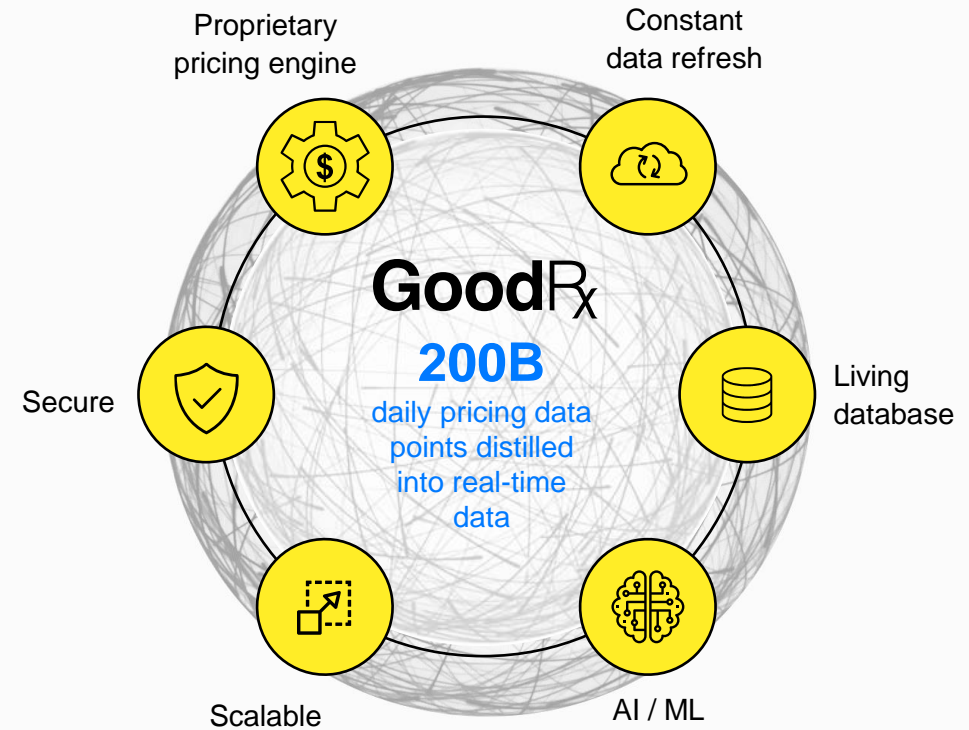 Proprietary
pricing engine
Constant
data refresh
$
GoodRx
200B
daily pricing data
points distilled
into real-time
data
Secure
Living
database
Scalable
AI / ML